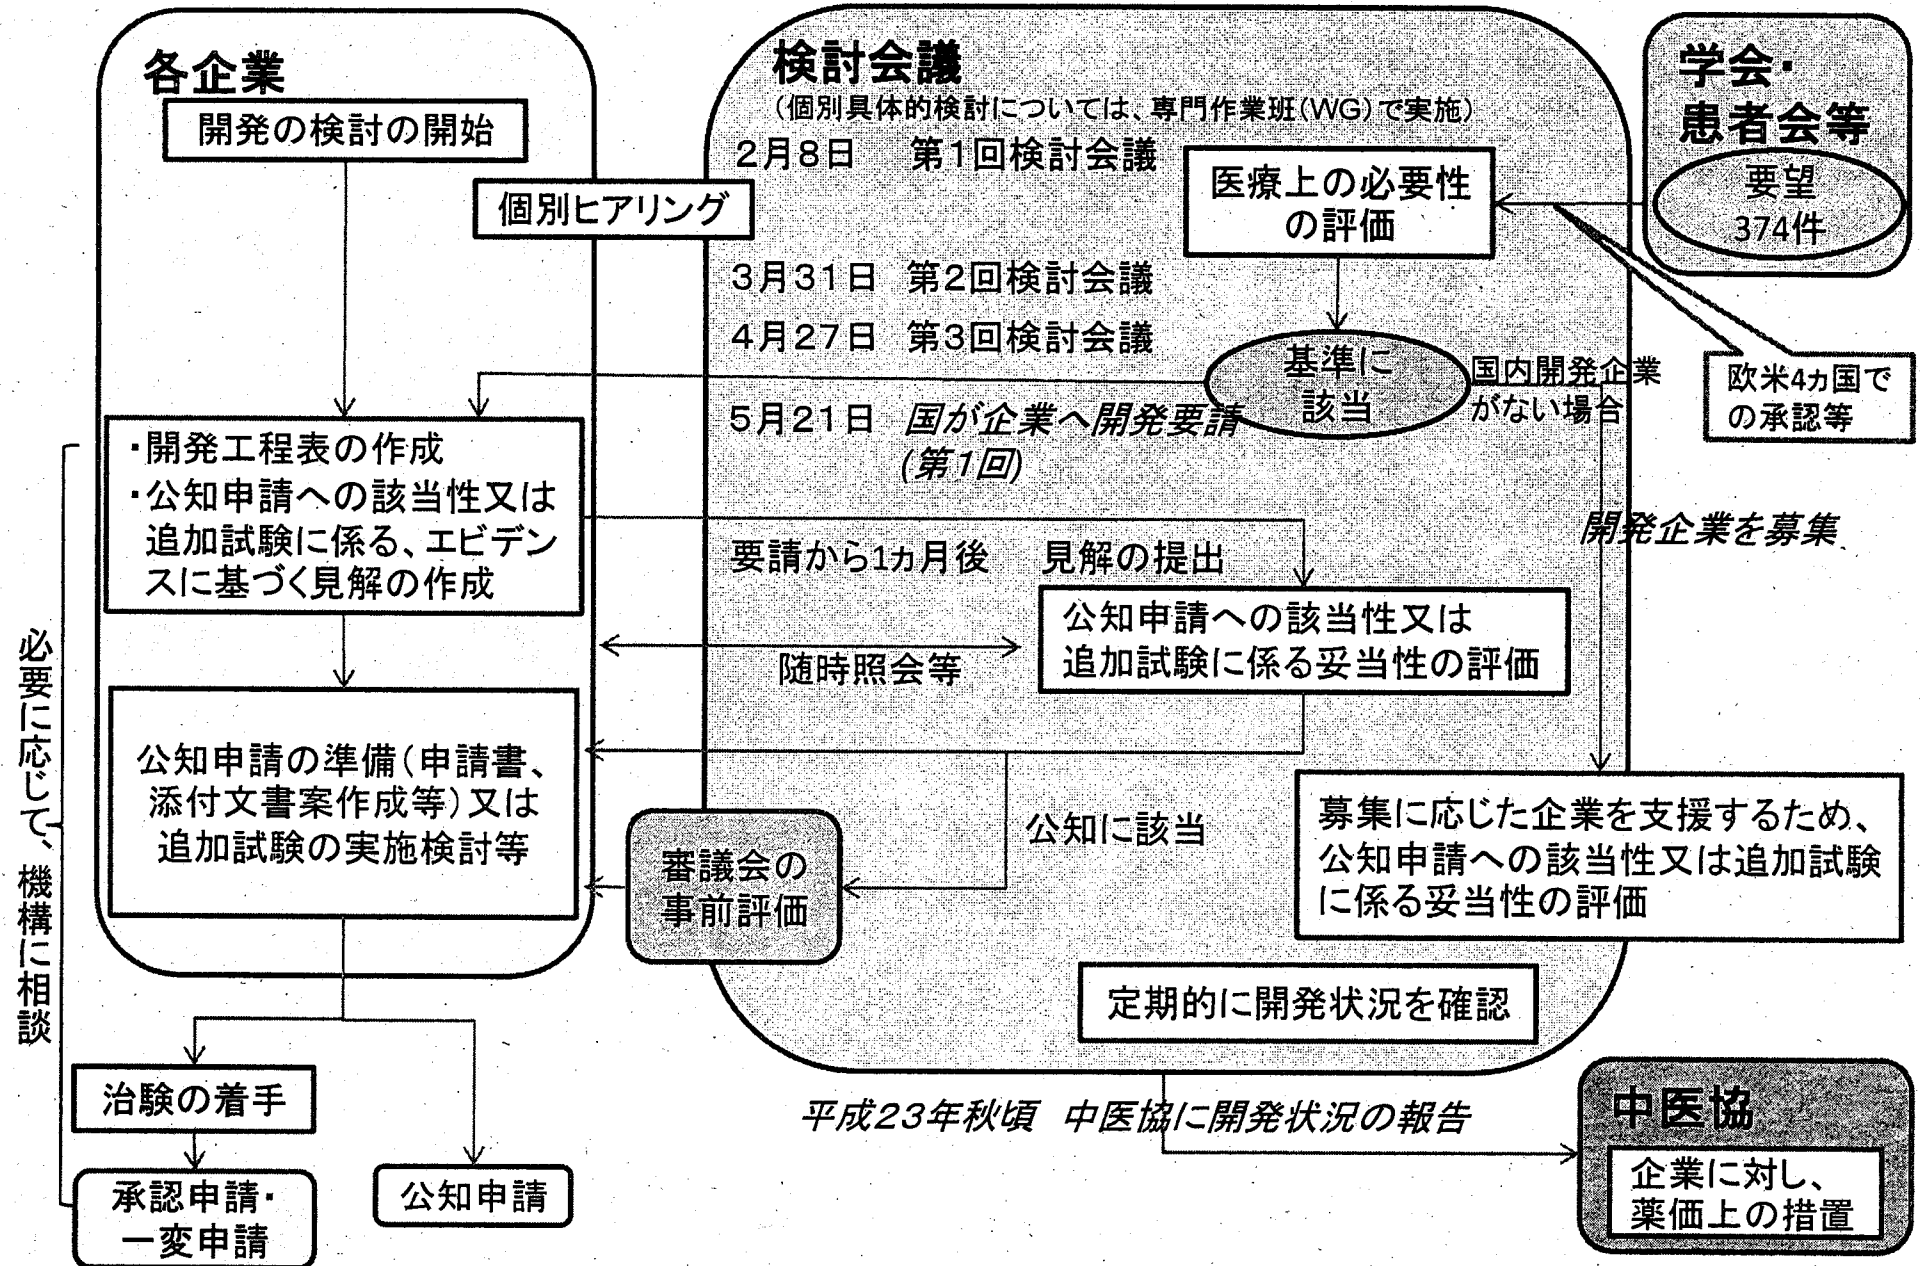 各企業
開発の検討の開始
個別ヒアリング
・開発工程表の作成
・公知申請への該当性又は
追加試験に係る、エビデン
スに基づく見解の作成
公知申請の準備(申請書、
添付文書案作成等)又は
追加試験の実施検討等
必要に応じて、機構に相談
治験の着手
承認申請・
一変申請
公知申請
検討会議
(個別具体的検討については、専門作業班(WG)で実施)
2月8日 第1回検討会議
医療上の必要性
の評価
3月31日 第2回検討会議
4月27日 第3回検討会議
基準に
該当
国内開発企業
がない場合
5月21日 国が企業へ開発要請
(第1回)
開発企業を募集
要請から1ヵ月後 見解の提出
公知申請への該当性又は
追加試験に係る妥当性の評価
随時照会等
公知に該当
審議会の
事前評価
募集に応じた企業を支援するため、
公知申請への該当性又は追加試験
に係る妥当性の評価
定期的に開発状況を確認
平成23年秋頃 中医協に開発状況の報告
学会・
患者会等
要望
374件
欧米4ヵ国で
の承認等
中医協
企業に対し、
薬価上の措置